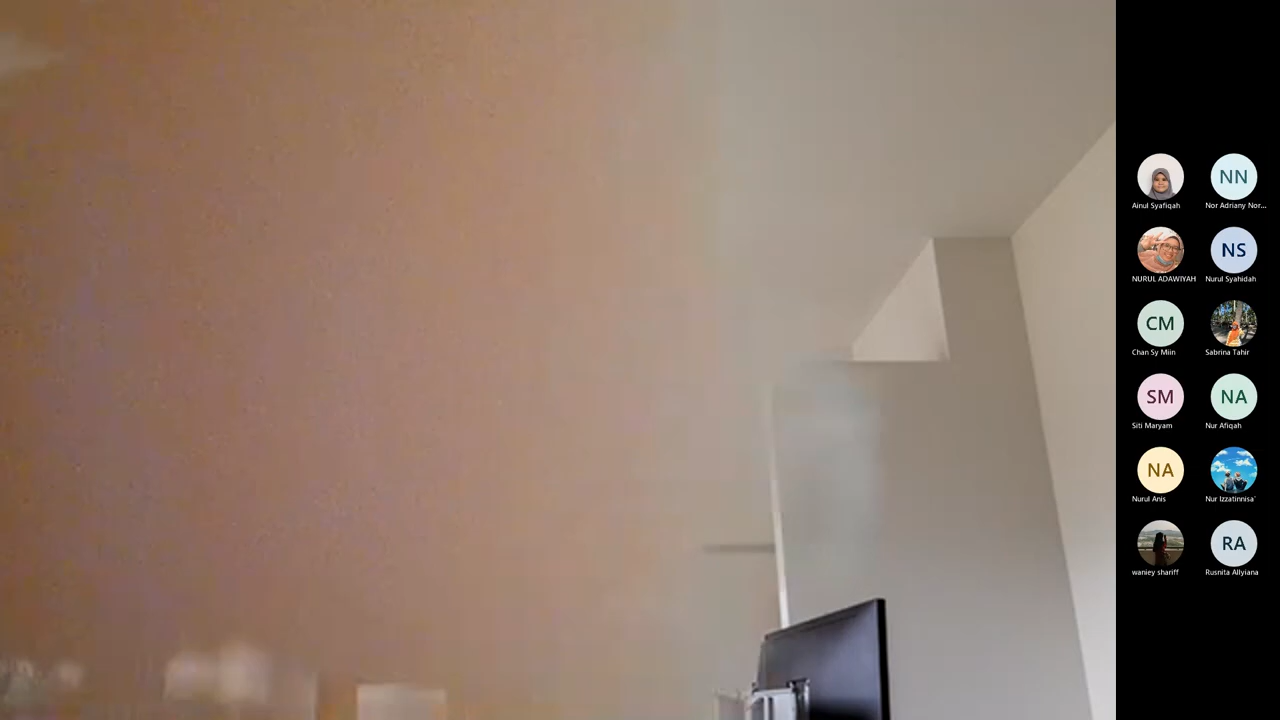 NN
Ainul Syafiqah
Nor Adriany Nor...
NS
NURUL ADAWIYAH
Nurul Syahidah
CM
Chan Sy Miin
Sabrina Tahir
SM
NA
Siti Maryam
Nur Afiqah
NA
Nurul Anis
Nur Izzatinnisa'
RA
waniey shariff
Rusnita Allyiana